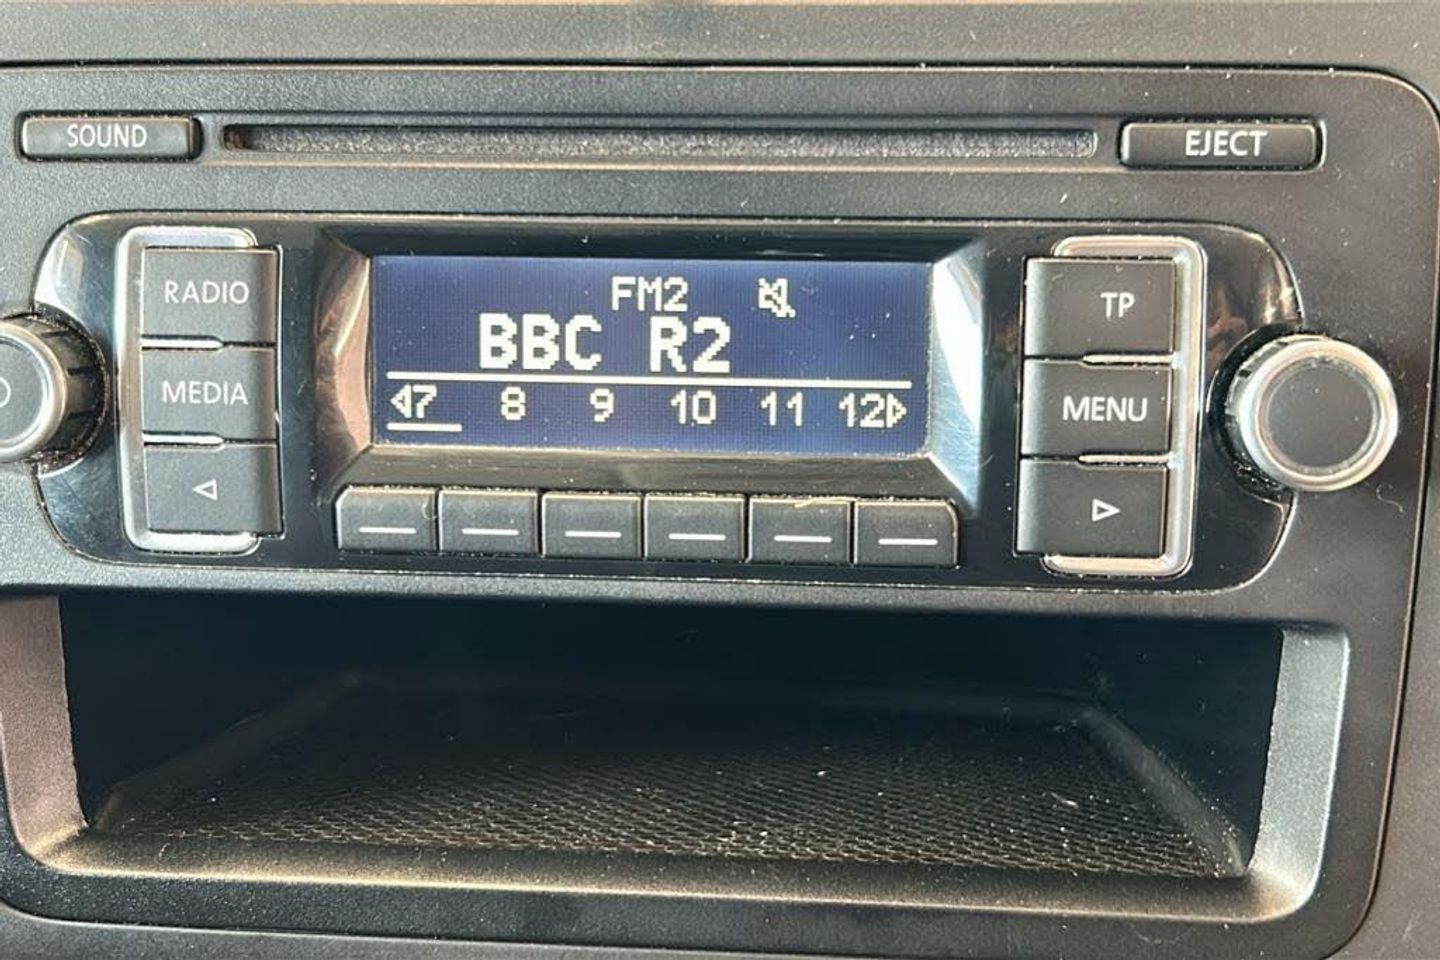 SOUND
EJECT
RADIO
FM2
TP
BBC R2
MEDIA
7 8 9 10 11 12
MENU